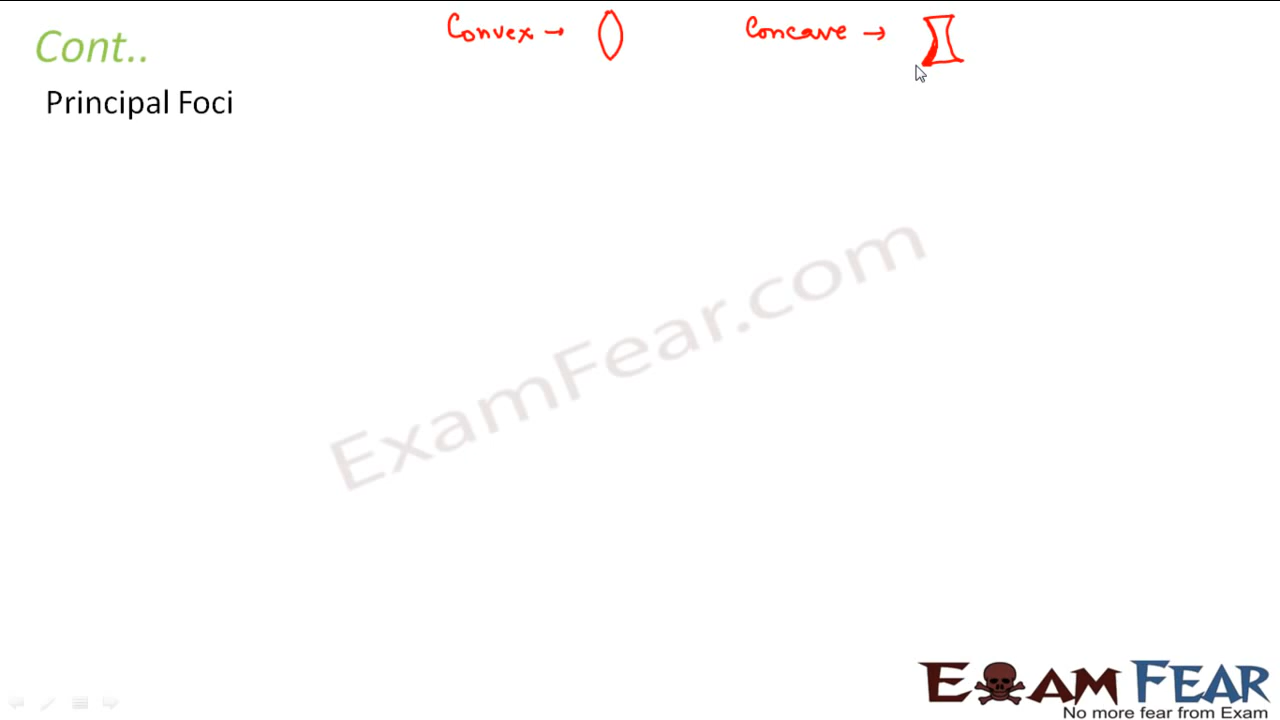 Cont..
Convex →
Concave →
Principal Foci
ExamFear.com
EXAM FEAR
No more fear from Exam